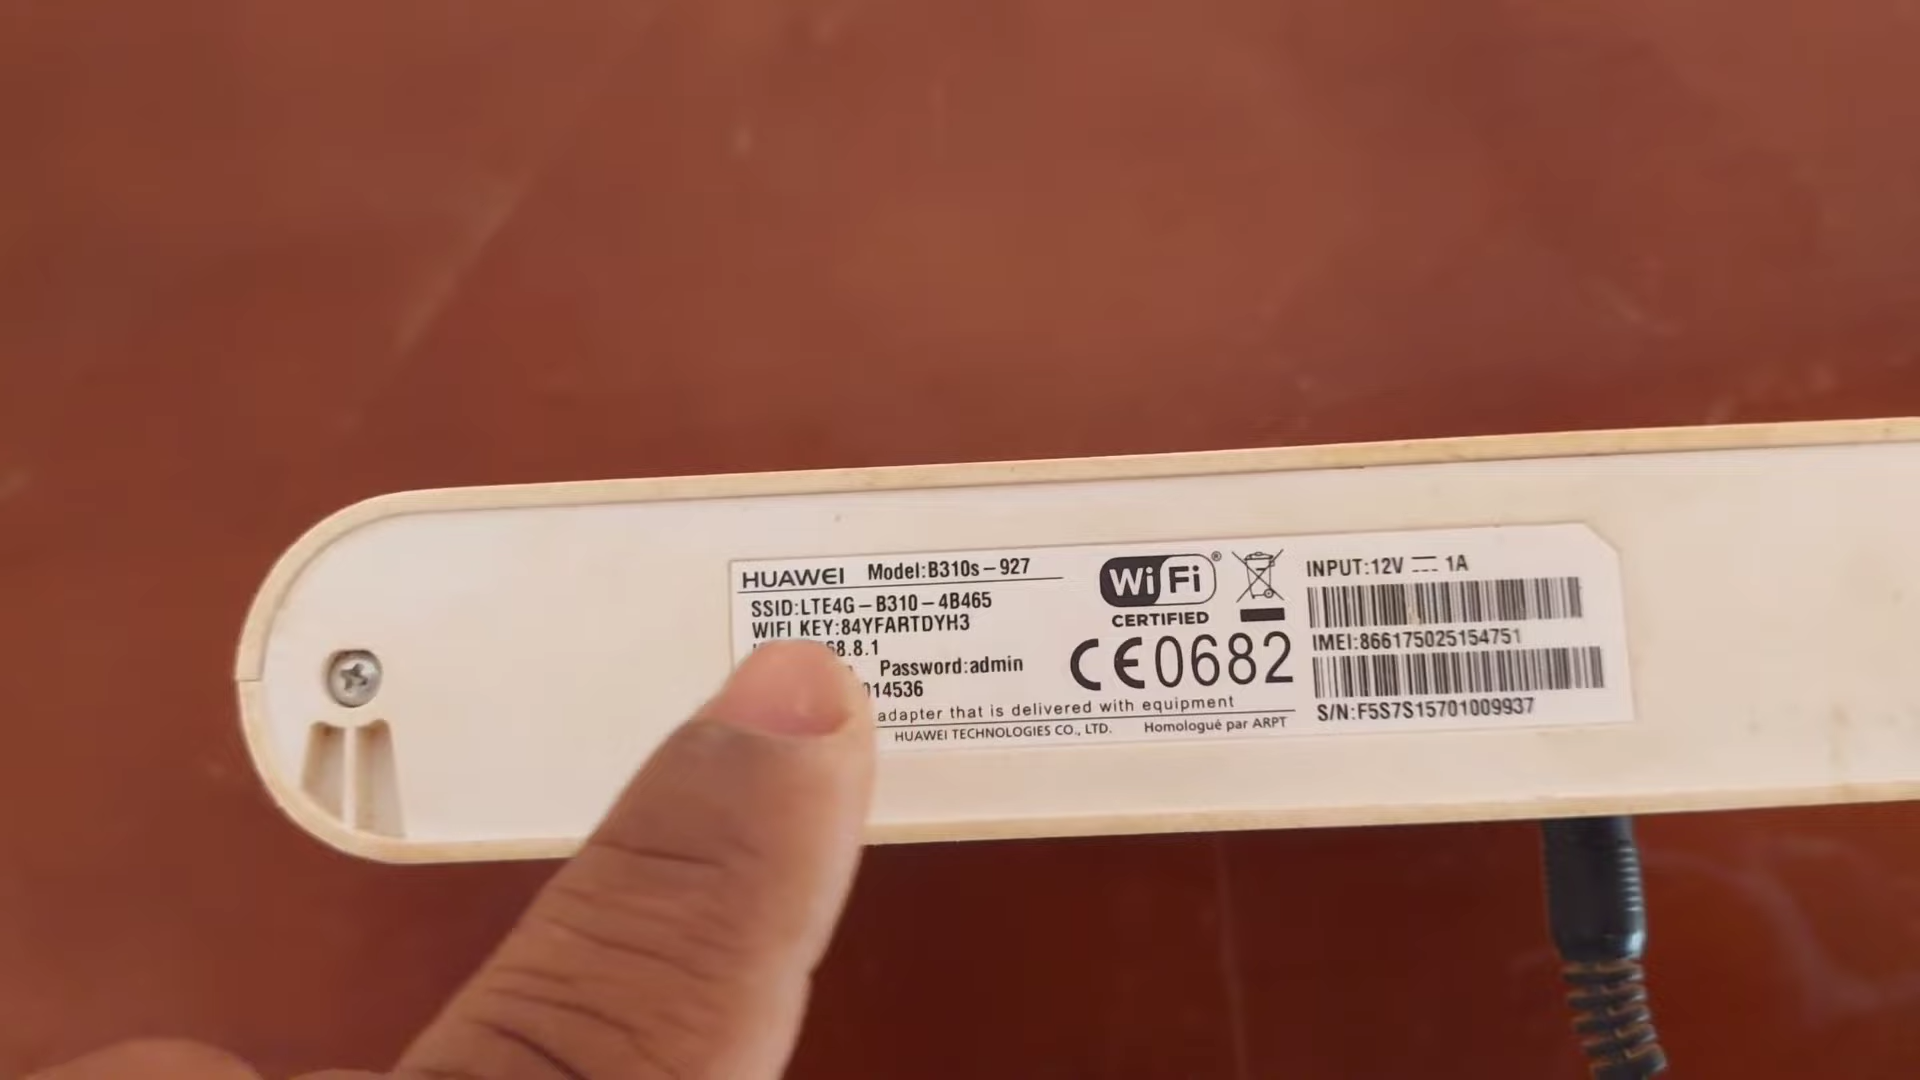 HUAWEI Model:B310s-927
SSID:LTE4G-B310-4B465
WIFI KEY:84YFARTDYH3
68.8.1
Password:admin
014536
adapter that is delivered with equipment
HUAWEI TECHNOLOGIES CO., LTD. Homologué par ARPT
WiFi
CERTIFIED
CE0682
INPUT:12V ⎓ 1A
IMEI:866175025154751
S/N:F5S7S15701009937